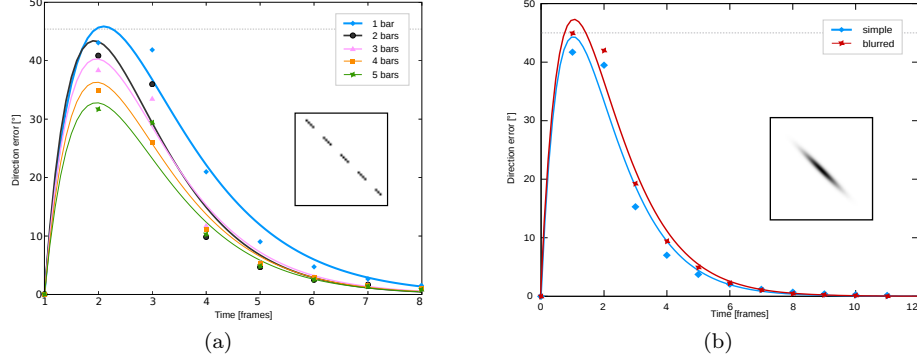 50
40
30
20
10
0
Direction error [°]
1 bar
2 bars
3 bars
4 bars
5 bars
1 2 3 4 5 6 7 8
Time [frames]
(a)
50
40
30
20
10
0
Direction error [°]
simple
blurred
0 2 4 6 8 10 12
Time [frames]
(b)